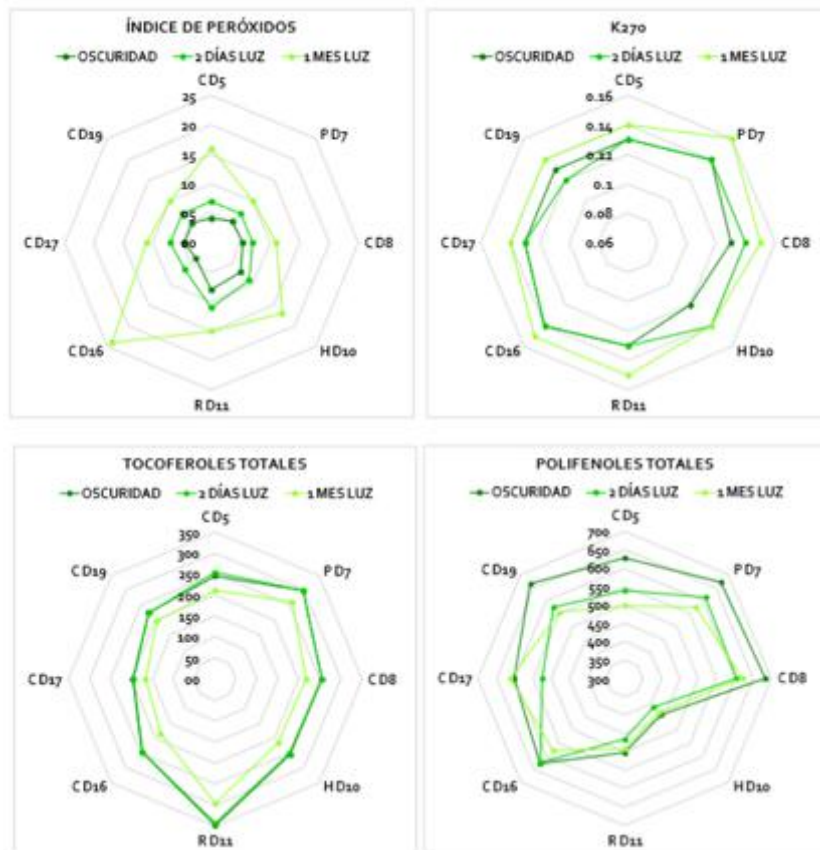 ÍNDICE DE PERÓXIDOS
OSCURIDAD 2 DÍAS LUZ 1 MES LUZ
CD5
25
20
15
10
05
00
CD19
PD7
CD17
CD8
CD16
HD10
RD11
K270
OSCURIDAD 2 DÍAS LUZ 1 MES LUZ
CD5
0.16
0.14
0.12
0.1
0.08
0.06
CD19
PD7
CD17
CD8
CD16
HD10
RD11
TOCOFEROLES TOTALES
OSCURIDAD 2 DÍAS LUZ 1 MES LUZ
CD5
350
300
250
200
150
100
50
00
CD19
PD7
CD17
CD8
CD16
HD10
RD11
POLIFENOLES TOTALES
OSCURIDAD 2 DÍAS LUZ 1 MES LUZ
CD5
700
650
600
550
500
450
400
350
300
CD19
PD7
CD17
CD8
CD16
HD10
RD11